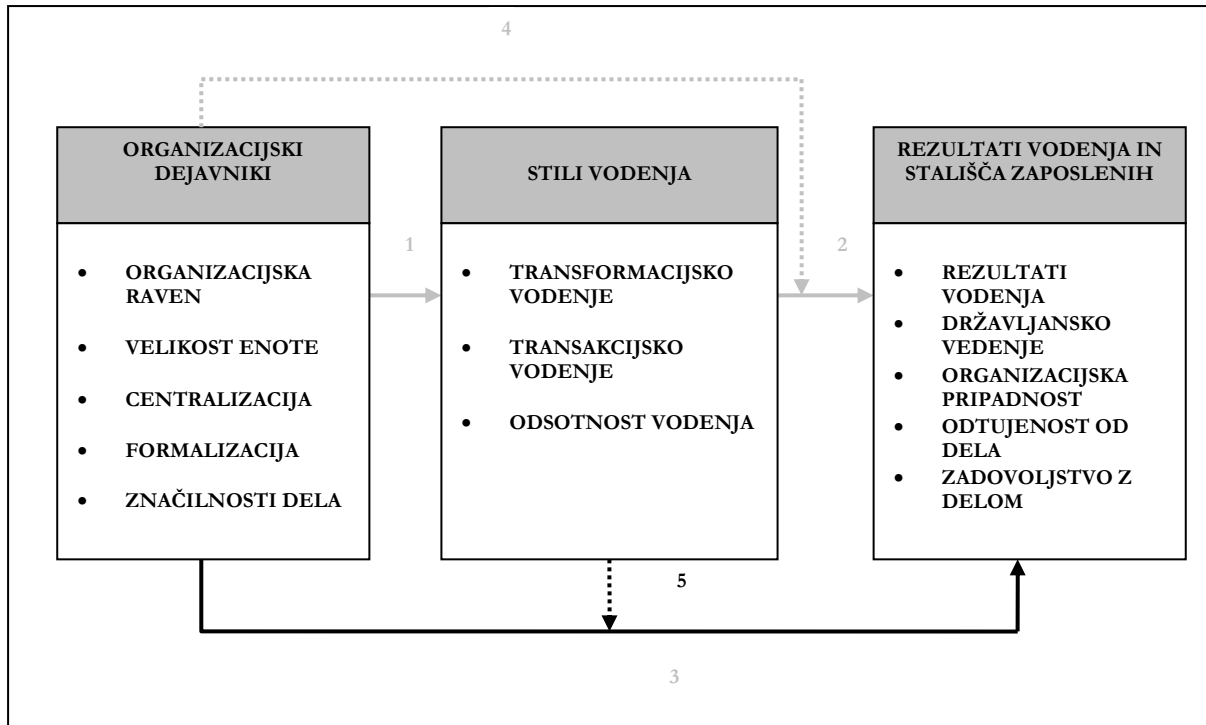 4
ORGANIZACIJSKI
DEJAVNIKI
• ORGANIZACIJSKA
RAVEN
• VELIKOST ENOTE
• CENTRALIZACIJA
• FORMALIZACIJA
• ZNAČILNOSTI DELA
1
STILI VODENJA
• TRANSFORMACIJSKO
VODENJE
• TRANSAKCIJSKO
VODENJE
• ODSOTNOST VODENJA
2
REZULTATI VODENJA IN
STALIŠČA ZAPOSLENIH
• REZULTATI
VODENJA
• DRŽAVLJANSKO
VEDENJE
• ORGANIZACIJSKA
PRIPADNOST
• ODTUJENOST OD
DELA
• ZADOVOLJSTVO Z
DELOM
5
3